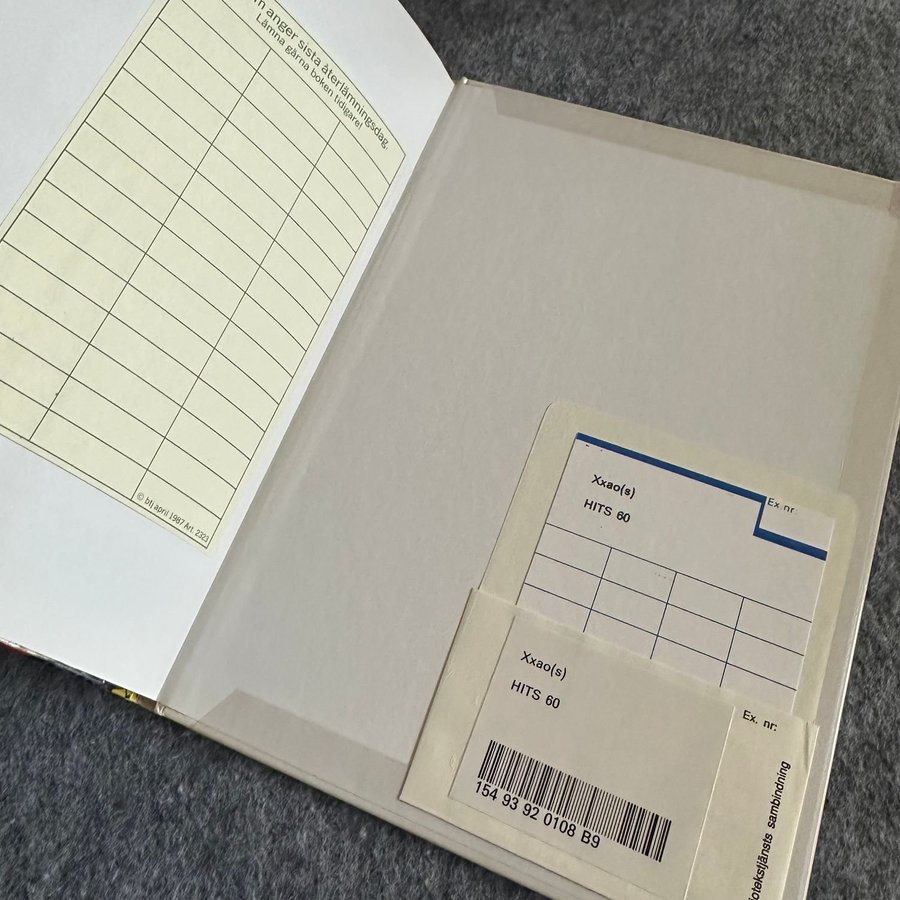 anger sista återlämningsdag.
Lämna gärna boken tidigare!
© btj april 1987 Art. 2323
Xxao(s)
Ex. nr:
HITS 60
Xxao(s)
HITS 60
Ex. nr:
154 93 92 0108 B9
sambindning